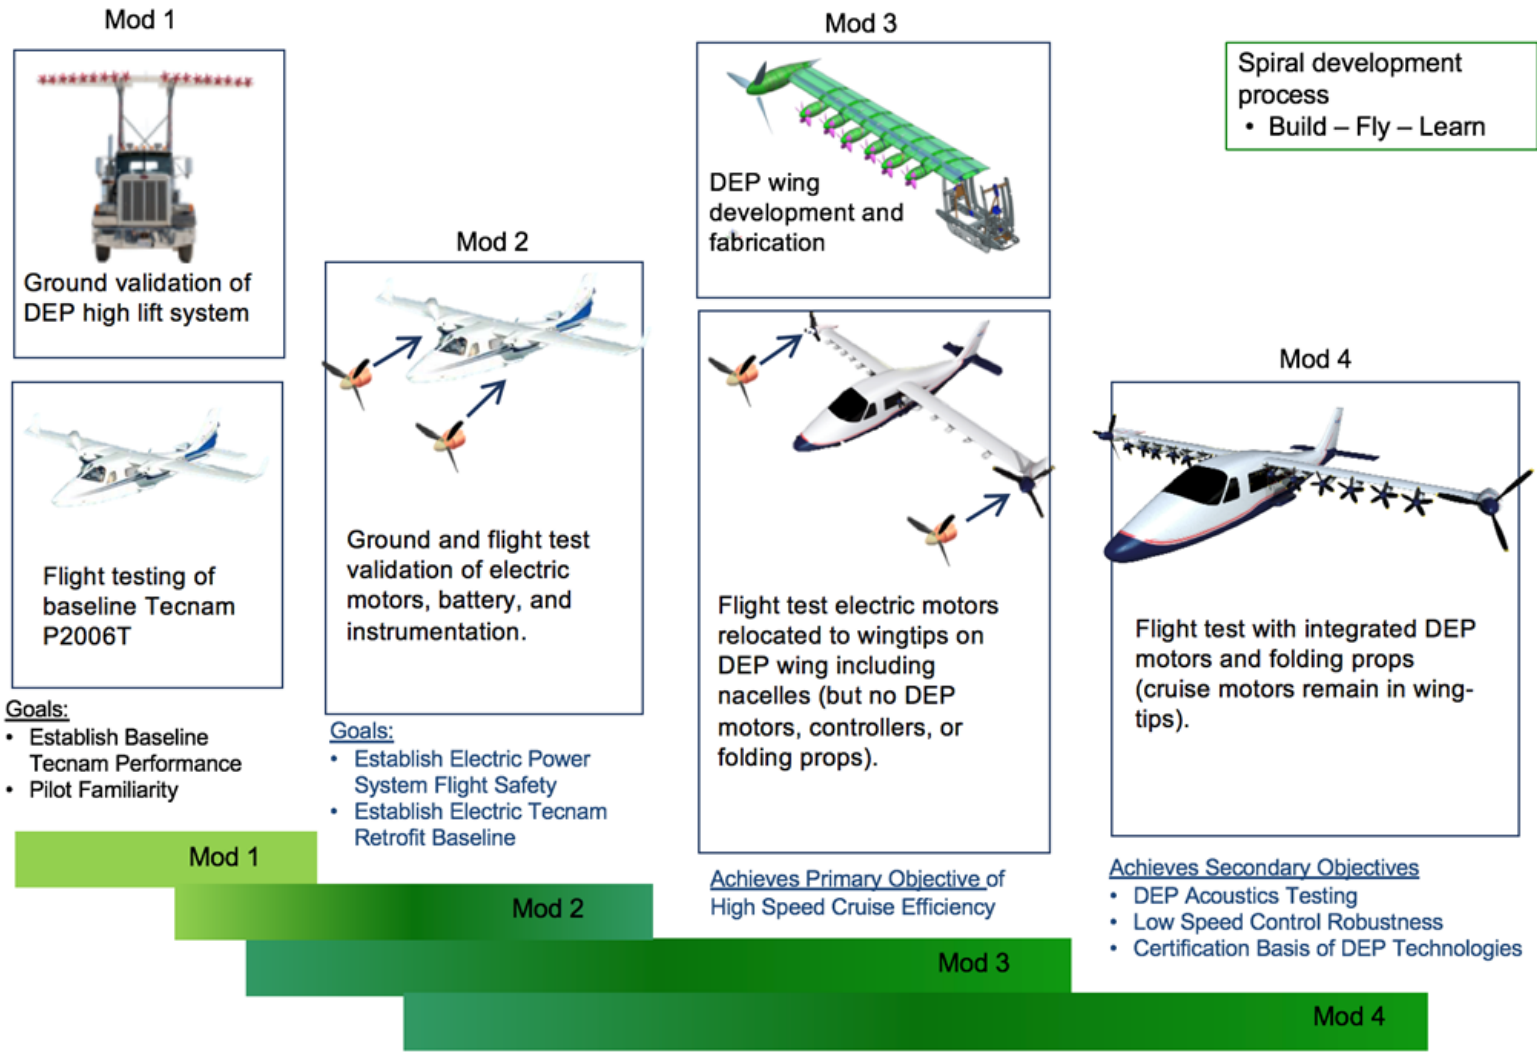 Mod 1
Ground validation of
DEP high lift system
Flight testing of
baseline Tecnam
P2006T
Goals:
• Establish Baseline
Tecnam Performance
• Pilot Familiarity
Mod 2
Ground and flight test
validation of electric
motors, battery, and
instrumentation.
Goals:
• Establish Electric Power
System Flight Safety
• Establish Electric Tecnam
Retrofit Baseline
Mod 3
DEP wing
development and
fabrication
Flight test electric motors
relocated to wingtips on
DEP wing including
nacelles (but no DEP
motors, controllers, or
folding props).
Achieves Primary Objective of
High Speed Cruise Efficiency
Spiral development
process
• Build – Fly – Learn
Mod 4
Flight test with integrated DEP
motors and folding props
(cruise motors remain in wing-
tips).
Achieves Secondary Objectives
• DEP Acoustics Testing
• Low Speed Control Robustness
• Certification Basis of DEP Technologies
Mod 1
Mod 2
Mod 3
Mod 4